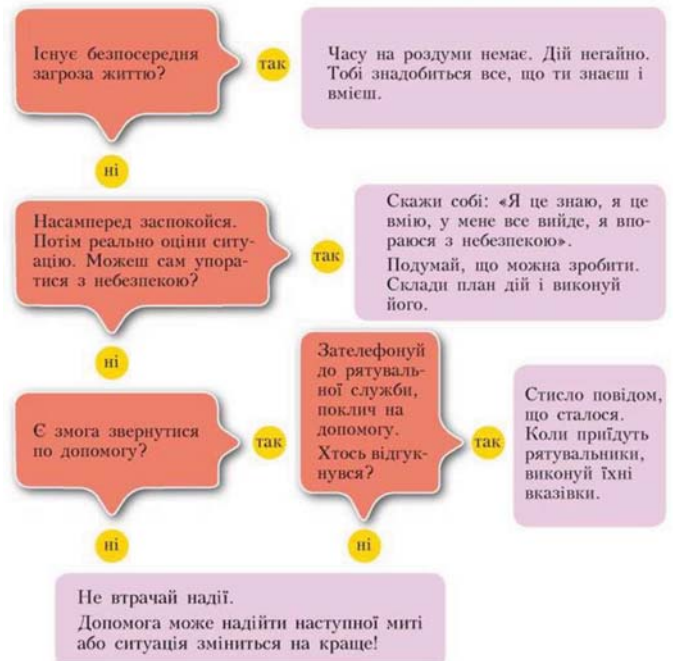 Існує безпосередня
загроза життю?
так
Часу на роздуми немає. Дій негайно.
Тобі знадобиться все, що ти знаєш і
вмієш.
ні
Насамперед заспокойся.
Потім реально оціни ситу-
ацію. Можеш сам упора-
тися з небезпекою?
так
Скажи собі: «Я це знаю, я це
вмію, у мене все вийде, я впо-
раюся з небезпекою».
Подумай, що можна зробити.
Склади план дій і виконуй
його.
ні
Є змога звернутися
по допомогу?
так
Зателефонуй
до рятуваль-
ної служби,
поклич на
допомогу.
Хтось відгук-
нувся?
так
Стисло повідом,
що сталося.
Коли приїдуть
рятувальники,
виконуй їхні
вказівки.
ні
ні
Не втрачай надії.
Допомога може надійти наступної миті
або ситуація зміниться на краще!